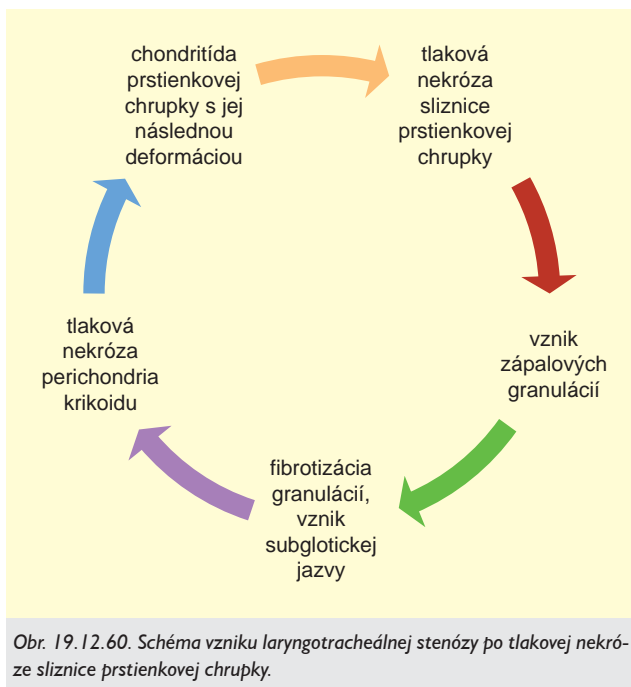 chondritída
prstienkovej
chrupky s jej
následnou
deformáciou
tlaková
nekróza
sliznice
prstienkovej
chrupky
vznik
zápalových
granulácií
fibrotizácia
granulácií,
vznik
subglotickej
jazvy
tlaková
nekróza
perichondria
krikoidu
Obr. 19.12.60. Schéma vzniku laryngotracheálnej stenózy po tlakovej nekró-
ze sliznice prstienkovej chrupky.